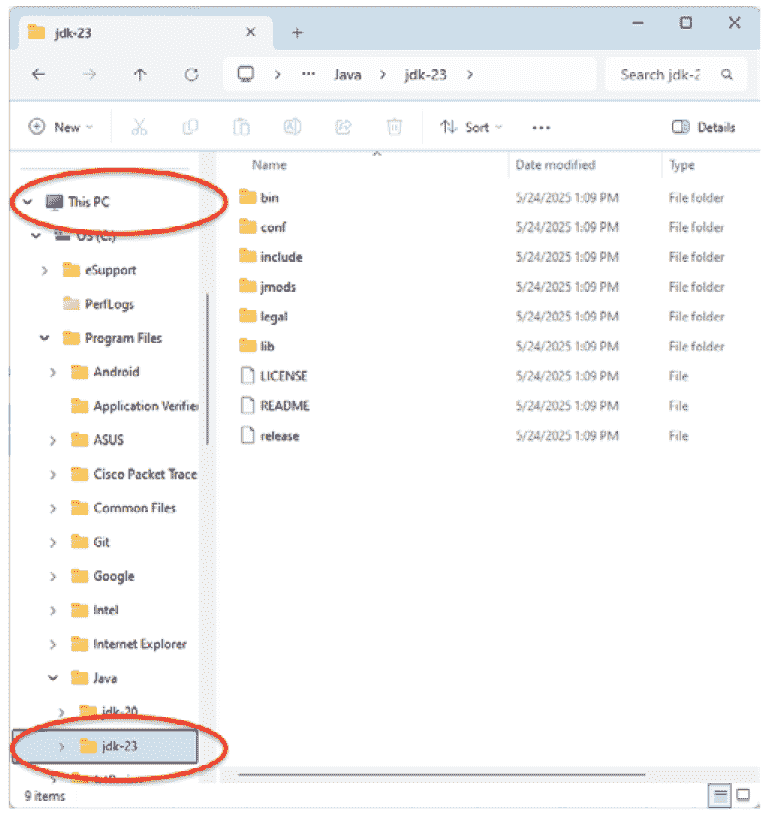 jdk-23
Java jdk-23 Search jdk-2
New Sort Details
Name Date modified Type
This PC
OS (C:)
eSupport
PerfLogs
Program Files
Android
Application Verifie
ASUS
Cisco Packet Trace
Common Files
Git
Google
Intel
Internet Explorer
Java
jdk-20
jdk-23
bin 5/24/2025 1:09 PM File folder
conf 5/24/2025 1:09 PM File folder
include 5/24/2025 1:09 PM File folder
jmods 5/24/2025 1:09 PM File folder
legal 5/24/2025 1:09 PM File folder
lib 5/24/2025 1:09 PM File folder
LICENSE 5/24/2025 1:09 PM File
README 5/24/2025 1:09 PM File
release 5/24/2025 1:09 PM File
9 items